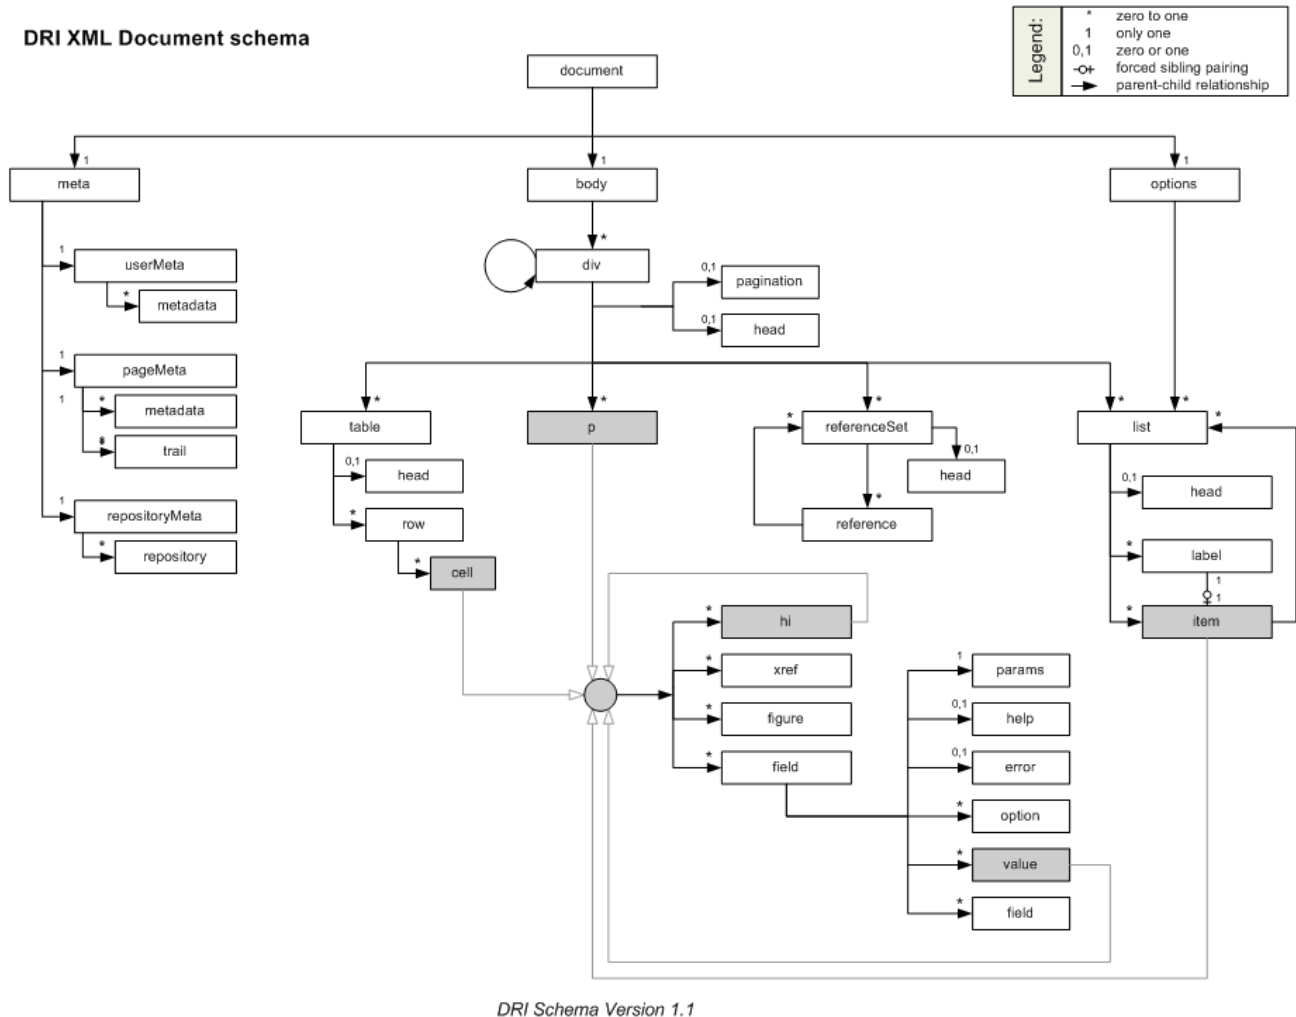 DRI XML Document schema
Legend:
* zero to one
1 only one
0,1 zero or one
forced sibling pairing
parent-child relationship
document
1
1
1
meta
body
options
*
1
userMeta
div
0,1
pagination
*
metadata
0,1
head
1
pageMeta
1
*
metadata
*
trail
*
*
*
*
*
*
table
p
*
referenceSet
list
0,1
head
0,1
head
0,1
head
1
repositoryMeta
*
row
*
reference
*
repository
*
label
*
cell
1
1
*
hi
*
item
*
xref
1
params
*
figure
0,1
help
*
field
0,1
error
*
option
*
value
*
field
DRI Schema Version 1.1